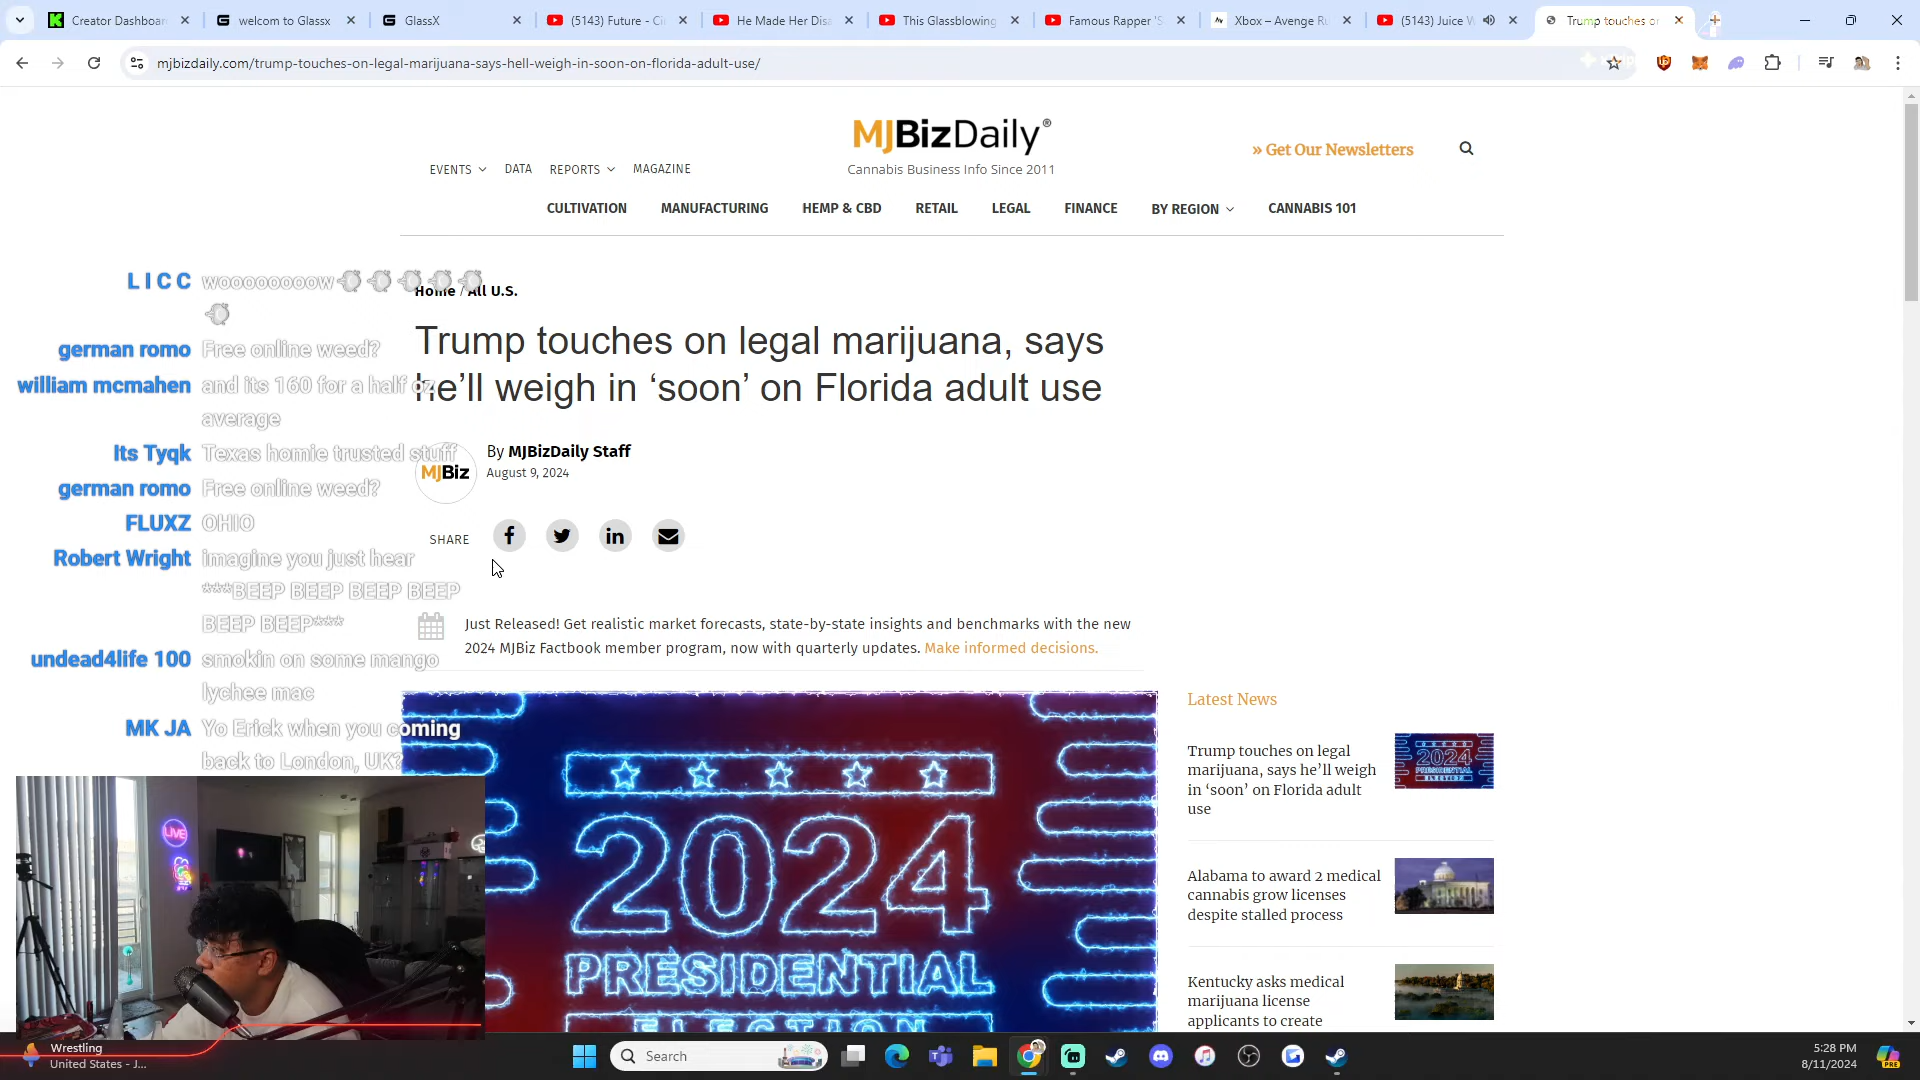 Creator Dashboar
welcom to Glassx
GlassX
(5143) Future - Ci
He Made Her Disa
This Glassblowing
Famous Rapper 'S
Xbox – Avenge Ru
(5143) Juice W
Trump touches on
mjbizdaily.com/trump-touches-on-legal-marijuana-says-hell-weigh-in-soon-on-florida-adult-use/
MJBizDaily®
Cannabis Business Info Since 2011
» Get Our Newsletters
EVENTS DATA REPORTS MAGAZINE
CULTIVATION MANUFACTURING HEMP & CBD RETAIL LEGAL FINANCE BY REGION CANNABIS 101
Home / All U.S.
Trump touches on legal marijuana, says
he'll weigh in ‘soon’ on Florida adult use
MJBiz
By MJBizDaily Staff
August 9, 2024
SHARE
Just Released! Get realistic market forecasts, state-by-state insights and benchmarks with the new
2024 MJBiz Factbook member program, now with quarterly updates. Make informed decisions.
L I C C woooooooow
german romo Free online weed?
william mcmahen and its 160 for a half oz
average
Its Tyqk Texas homie trusted stuff
german romo Free online weed?
FLUXZ OHIO
Robert Wright imagine you just hear
***BEEP BEEP BEEP BEEP
BEEP BEEP***
undead4life 100 smokin on some mango
lychee mac
MK JA Yo Erick when you coming
back to London, UK?
LIVE
2024
PRESIDENTIAL
ELECTION
Latest News
Trump touches on legal
marijuana, says he'll weigh
in ‘soon’ on Florida adult
use
2024
PRESIDENTIAL
Alabama to award 2 medical
cannabis grow licenses
despite stalled process
Kentucky asks medical
marijuana license
applicants to create
Wrestling
United States - J...
Search
PRE
5:28 PM
8/11/2024